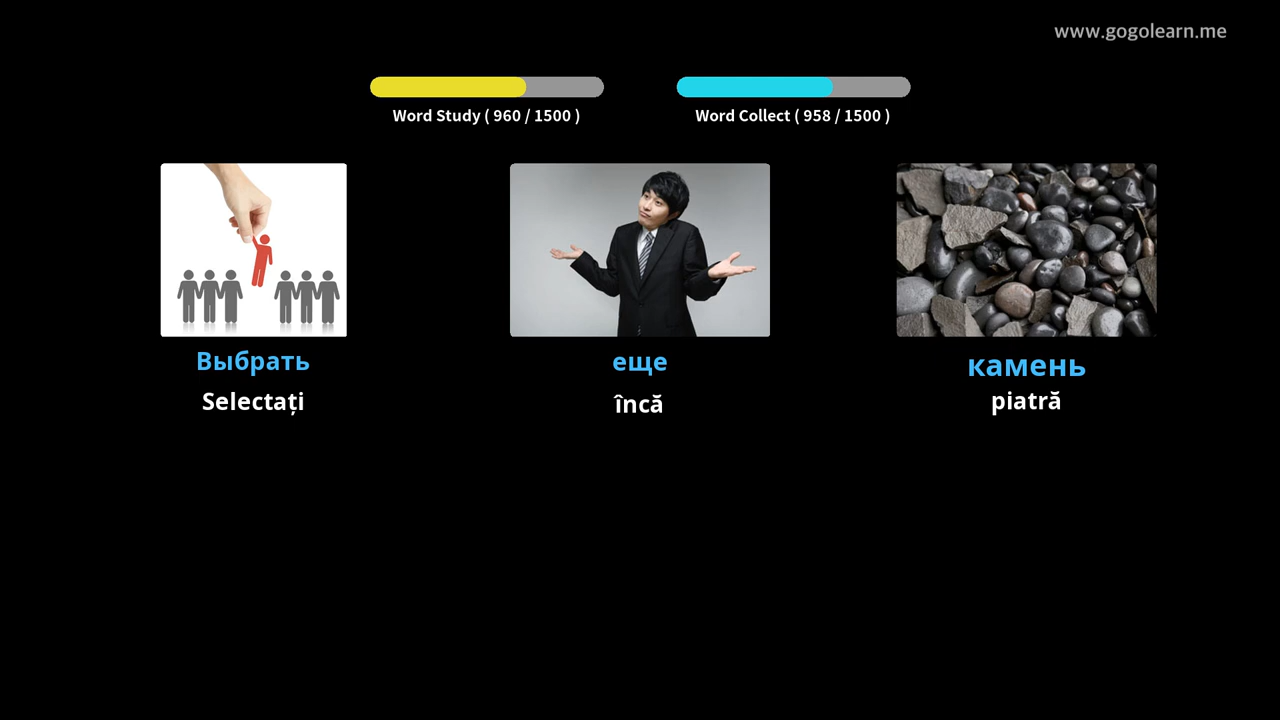 www.gogolearn.me
Word Study ( 960 / 1500 )
Word Collect ( 958 / 1500 )
Выбрать
еще
камень
Selectați
încă
piatră